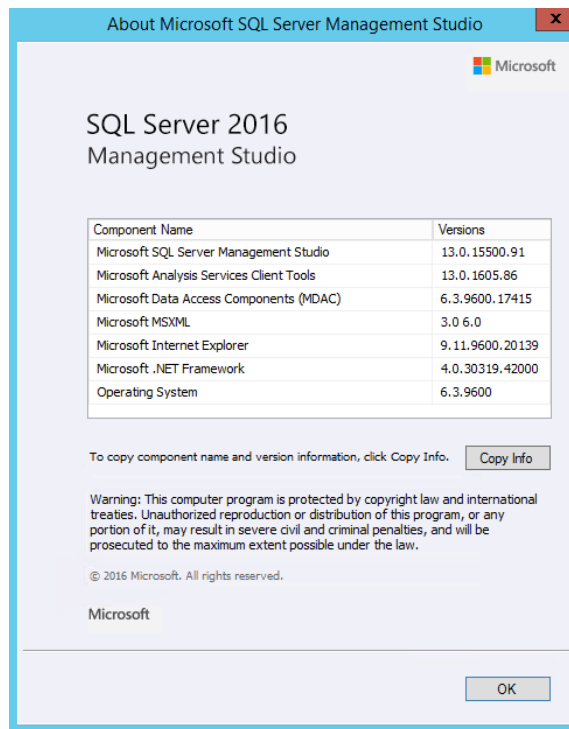 About Microsoft SQL Server Management Studio
x
Microsoft
SQL Server 2016
Management Studio
Component Name Versions
Microsoft SQL Server Management Studio 13.0.15500.91
Microsoft Analysis Services Client Tools 13.0.1605.86
Microsoft Data Access Components (MDAC) 6.3.9600.17415
Microsoft MSXML 3.0 6.0
Microsoft Internet Explorer 9.11.9600.20139
Microsoft .NET Framework 4.0.30319.42000
Operating System 6.3.9600
To copy component name and version information, click Copy Info. Copy Info
Warning: This computer program is protected by copyright law and international
treaties. Unauthorized reproduction or distribution of this program, or any
portion of it, may result in severe civil and criminal penalties, and will be
prosecuted to the maximum extent possible under the law.
© 2016 Microsoft. All rights reserved.
Microsoft
OK